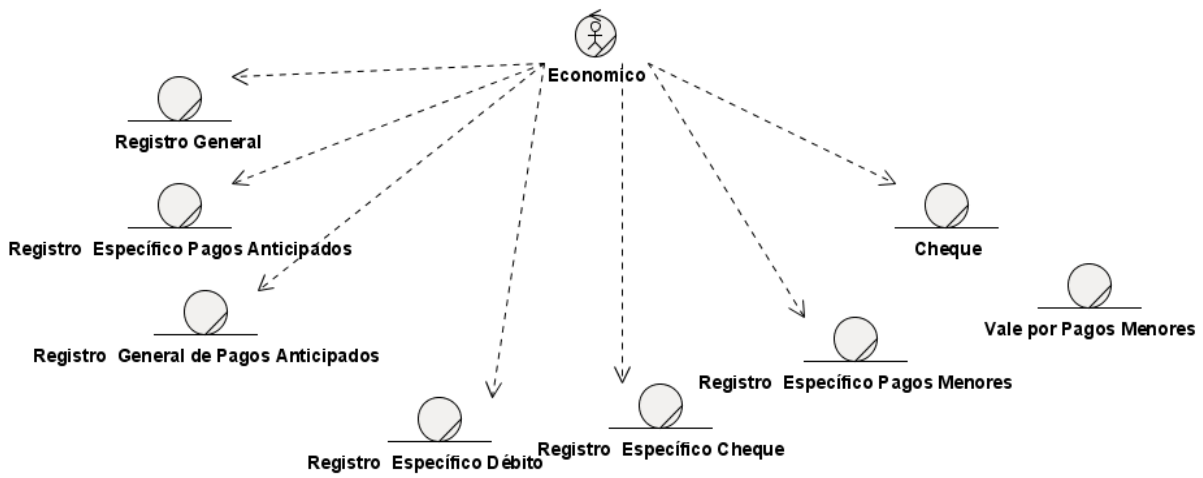 Economico
Registro General
Registro Específico Pagos Anticipados
Cheque
Vale por Pagos Menores
Registro General de Pagos Anticipados
Registro Específico Pagos Menores
Registro Específico Cheque
Registro Específico Débito